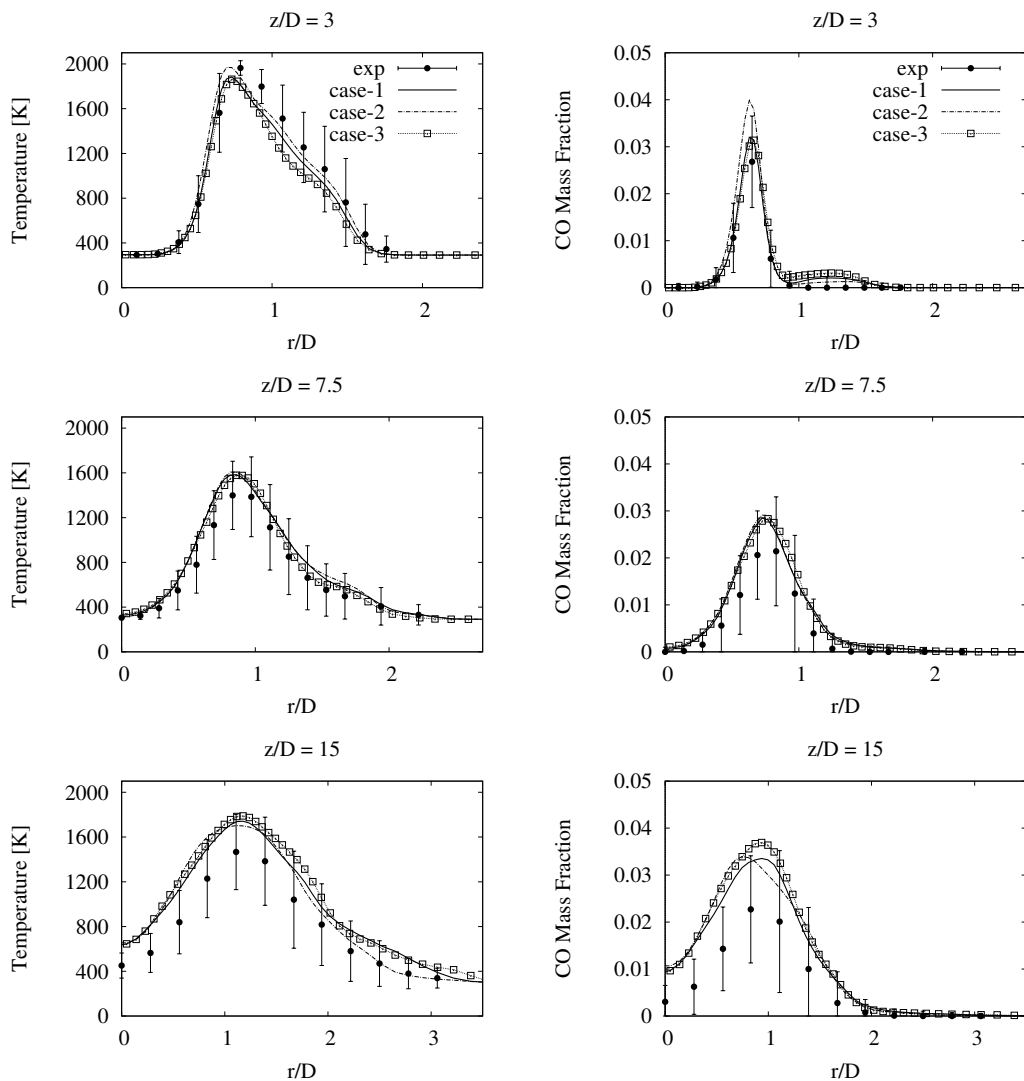 z/D = 3
Temperature [K]
2000
1600
1200
800
400
0
exp
case-1
case-2
case-3
0
1
2
r/D
z/D = 3
CO Mass Fraction
0.05
0.04
0.03
0.02
0.01
0
exp
case-1
case-2
case-3
0
1
2
r/D
z/D = 7.5
Temperature [K]
2000
1600
1200
800
400
0
0
1
2
r/D
z/D = 7.5
CO Mass Fraction
0.05
0.04
0.03
0.02
0.01
0
0
1
2
r/D
z/D = 15
Temperature [K]
2000
1600
1200
800
400
0
0
1
2
3
r/D
z/D = 15
CO Mass Fraction
0.05
0.04
0.03
0.02
0.01
0
0
1
2
3
r/D